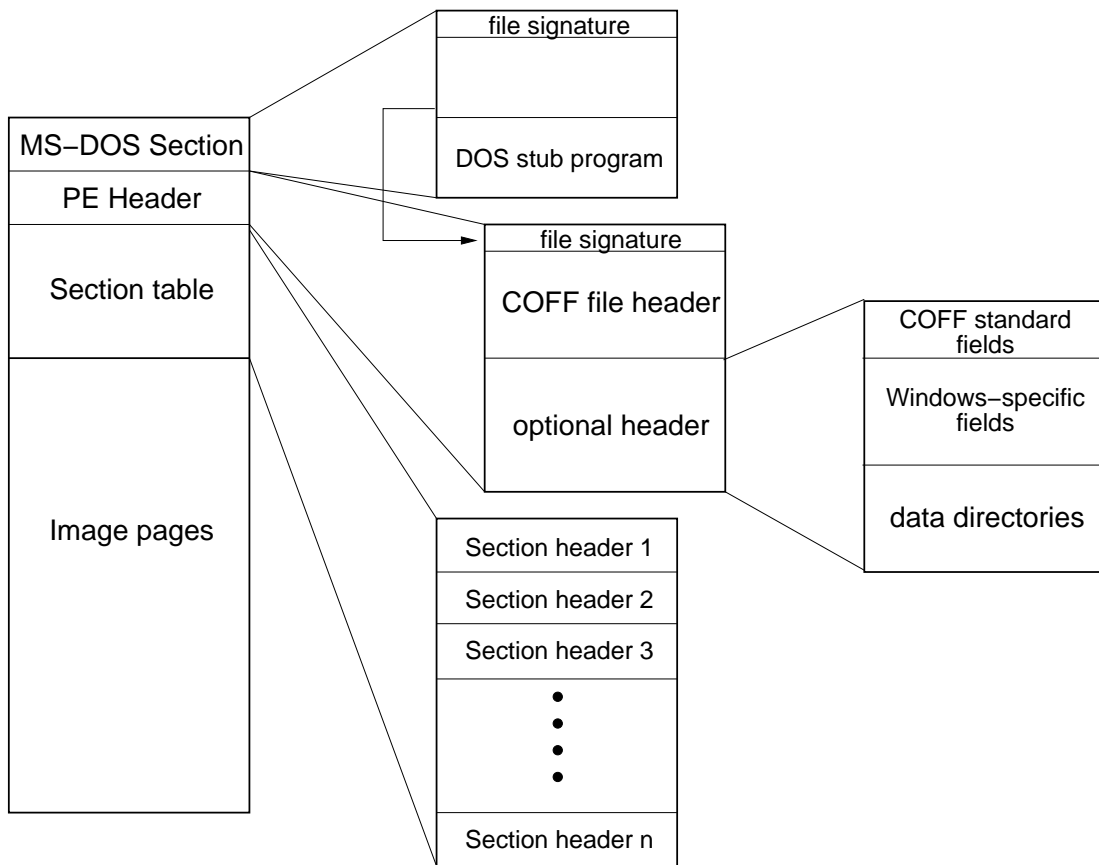 file signature
DOS stub program
MS−DOS Section
PE Header
Section table
Image pages
file signature
COFF file header
optional header
COFF standard
fields
Windows−specific
fields
data directories
Section header 1
Section header 2
Section header 3
Section header n